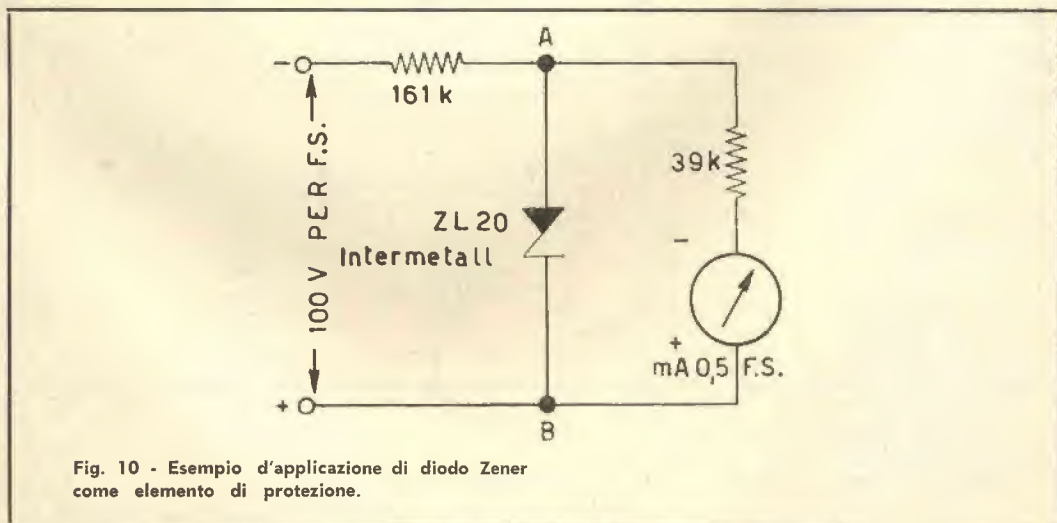 A
-
161 k
100 V PER F.S.
39k
ZL 20
Intermetall
-
+
mA 0,5 F.S.
+
B
Fig. 10 - Esempio d'applicazione di diodo Zener
come elemento di protezione.